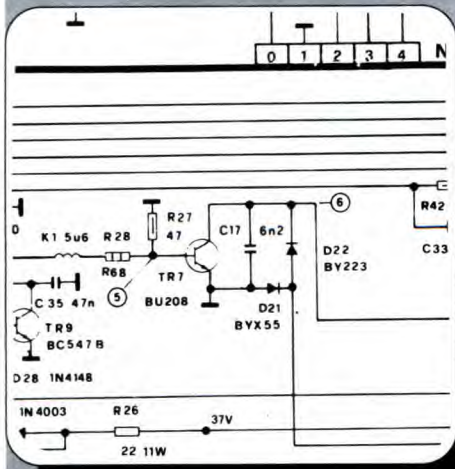 0 1 2 3 4 N
6
R42
R27
47
C17 6n2
K1 5u6 R28
R68
5
TR7
BU208
D22
BY223
C33
D21
BYX55
C35 47n
TR9
BC547B
D28 1N4148
1N4003 R26 37V
22 11W